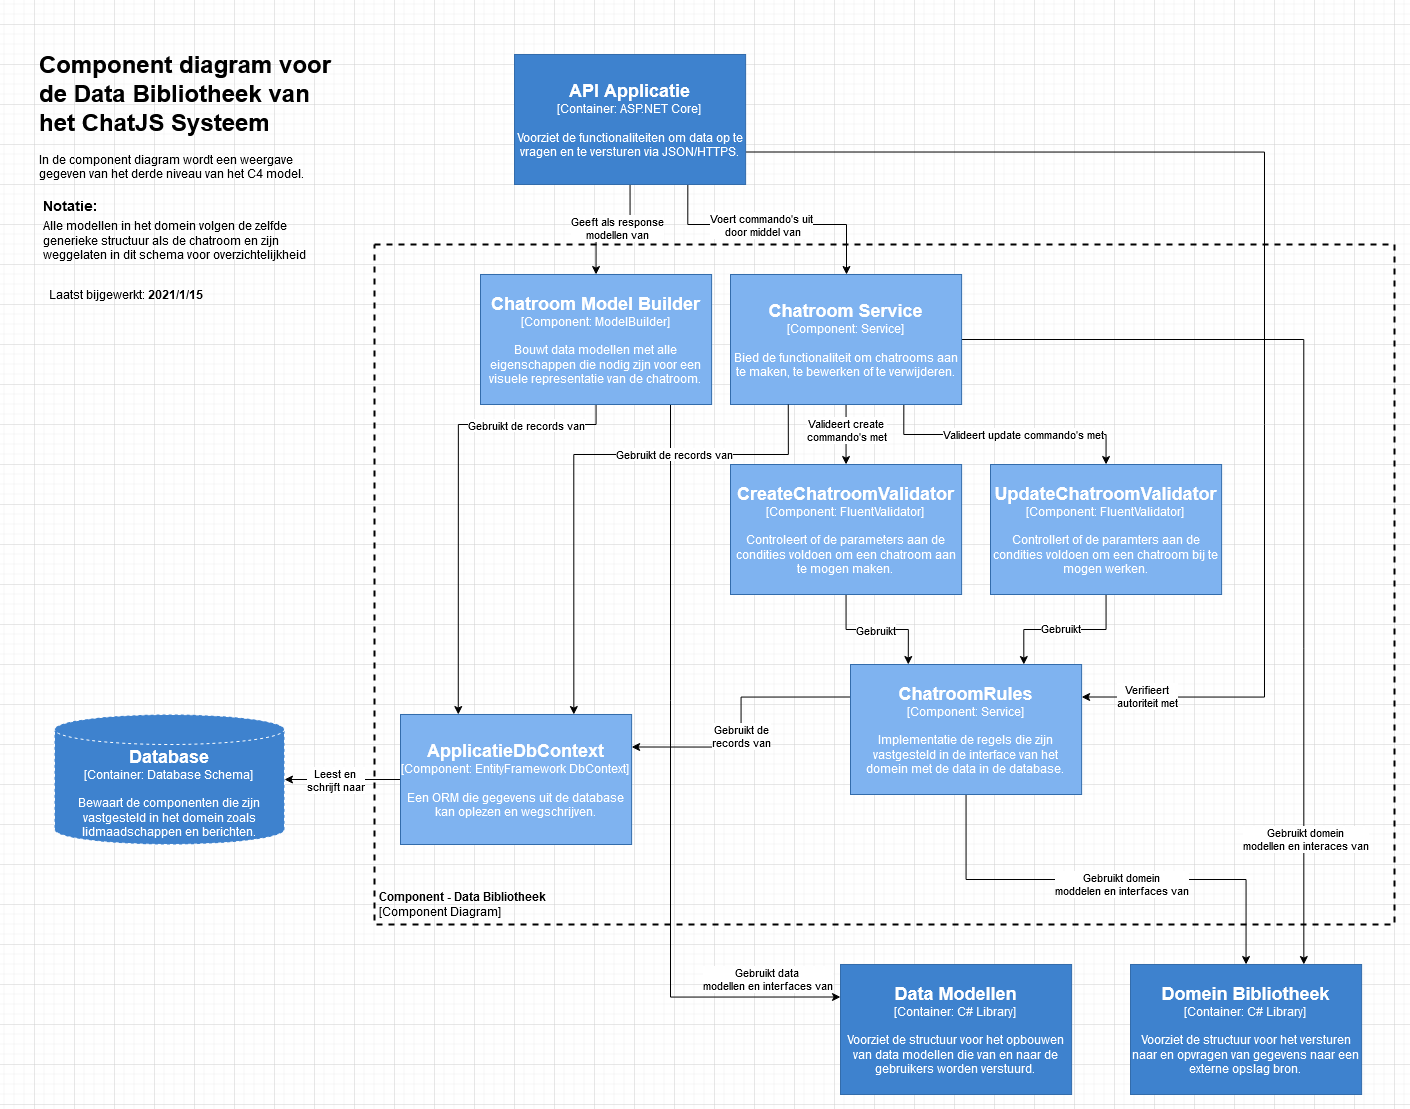 Component diagram voor
de Data Bibliotheek van
het ChatJS Systeem
In de component diagram wordt een weergave
gegeven van het derde niveau van het C4 model.
Notatie:
Alle modellen in het domein volgen de zelfde
generieke structuur als de chatroom en zijn
weggelaten in dit schema voor overzichtelijkheid
Laatst bijgewerkt: 2021/1/15
API Applicatie
[Container: ASP.NET Core]
Voorziet de functionaliteiten om data op te
vragen en te versturen via JSON/HTTPS.
Geeft als response
modellen van
Voert commando's uit
door middel van
Chatroom Model Builder
[Component: ModelBuilder]
Bouwt data modellen met alle
eigenschappen die nodig zijn voor een
visuele representatie van de chatroom.
Chatroom Service
[Component: Service]
Bied de functionaliteit om chatrooms aan
te maken, te bewerken of te verwijderen.
Gebruikt de records van
Gebruikt de records van
Valideert create
commando's met
Valideert update commando's met
CreateChatroomValidator
[Component: FluentValidator]
Controleert of de parameters aan de
condities voldoen om een chatroom aan
te mogen maken.
UpdateChatroomValidator
[Component: FluentValidator]
Controllert of de paramters aan de
condities voldoen om een chatroom bij te
mogen werken.
Gebruikt
Gebruikt
ChatroomRules
[Component: Service]
Implementatie de regels die zijn
vastgesteld in de interface van het
domein met de data in de database.
Verifieert
autoriteit met
Gebruikt de
records van
ApplicatieDbContext
[Component: EntityFramework DbContext]
Een ORM die gegevens uit de database
kan oplezen en wegschrijven.
Leest en
schrijft naar
Database
[Container: Database Schema]
Bewaart de componenten die zijn
vastgesteld in het domein zoals
lidmaadschappen en berichten.
Gebruikt domein
modellen en interaces van
Gebruikt domein
moddelen en interfaces van
Component - Data Bibliotheek
[Component Diagram]
Gebruikt data
modellen en interfaces van
Data Modellen
[Container: C# Library]
Voorziet de structuur voor het opbouwen
van data modellen die van en naar de
gebruikers worden verstuurd.
Domein Bibliotheek
[Container: C# Library]
Voorziet de structuur voor het versturen
naar en opvragen van gegevens naar een
externe opslag bron.